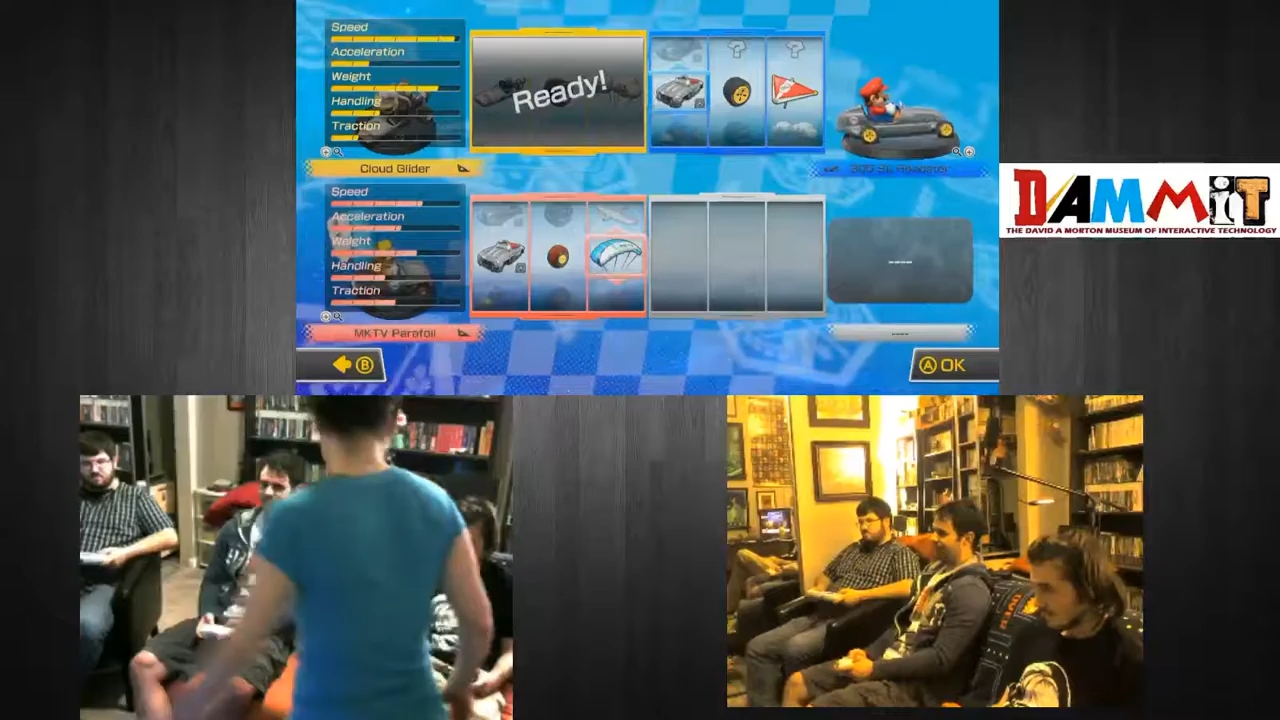 Speed
Acceleration
Weight
Handling
Traction
Ready!
Cloud Glider
Speed
Acceleration
Weight
Handling
Traction
MKTV Parafoil
B
A OK
DAMMiT
THE DAVID A MORTON MUSEUM OF INTERACTIVE TECHNOLOGY